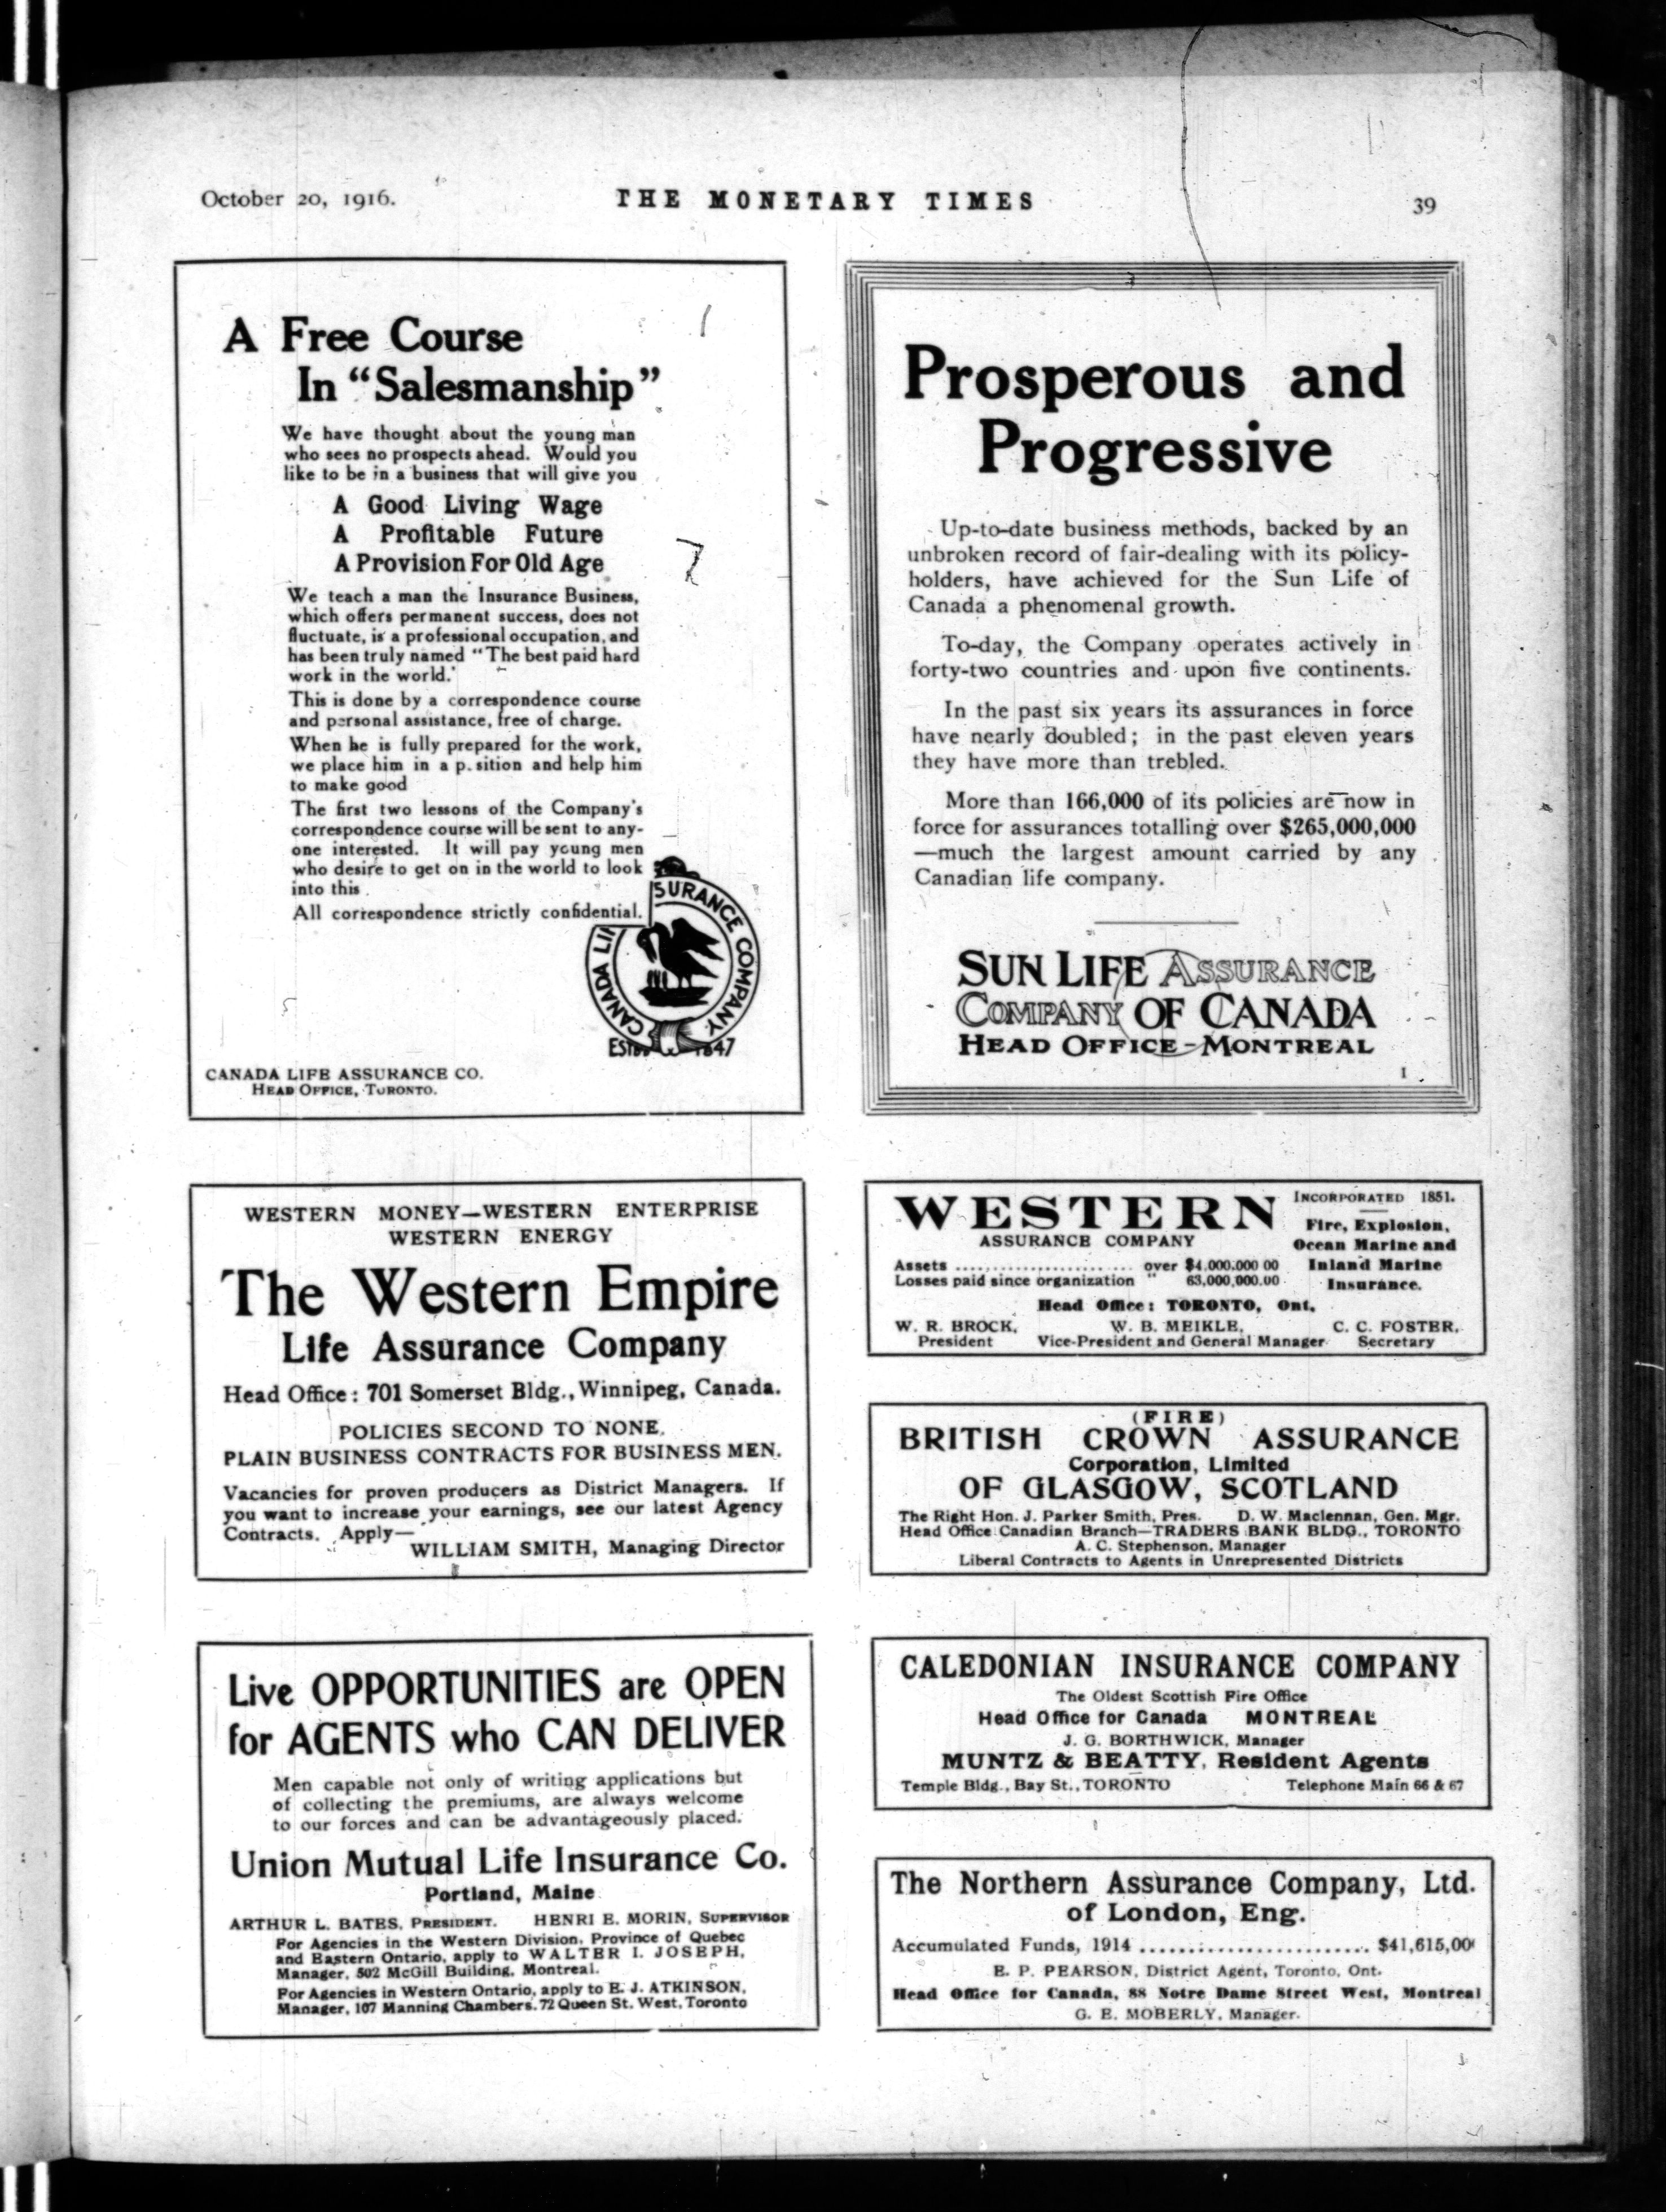 October 20, 1916.
THE MONETARY TIMES
39
A Free Course
In “Salesmanship”
We have thought about the young man
who sees no prospects ahead. Would you
like to be in a business that will give you
A Good Living Wage
A Profitable Future
A Provision For Old Age
We teach a man the Insurance Business,
which offers permanent success, does not
fluctuate, is a professional occupation, and
has been truly named “The best paid hard
work in the world.'
This is done by a correspondence course
and personal assistance, free of charge.
When he is fully prepared for the work,
we place him in a p.sition and help him
to make good
The first two lessons of the Company's
correspondence course will be sent to any-
one interested. It will pay young men
who desire to get on in the world to look
into this.
All correspondence strictly confidential.
CANADA LIF SURANCE COMPANY.
ESTD 1847
CANADA LIFE ASSURANCE CO.
HEAD OFFICE, TORONTO.
Prosperous and
Progressive
Up-to-date business methods, backed by an
unbroken record of fair-dealing with its policy-
holders, have achieved for the Sun Life of
Canada a phenomenal growth.
To-day, the Company operates actively in
forty-two countries and upon five continents.
In the past six years its assurances in force
have nearly doubled; in the past eleven years
they have more than trebled.
More than 166,000 of its policies are now in
force for assurances totalling over $265,000,000
—much the largest amount carried by any
Canadian life company.
SUN LIFE ASSURANCE
COMPANY OF CANADA
HEAD OFFICE-MONTREAL
1
WESTERN MONEY—WESTERN ENTERPRISE
WESTERN ENERGY
The Western Empire
Life Assurance Company
Head Office: 701 Somerset Bldg., Winnipeg, Canada.
POLICIES SECOND TO NONE.
PLAIN BUSINESS CONTRACTS FOR BUSINESS MEN.
Vacancies for proven producers as District Managers. If
you want to increase your earnings, see our latest Agency
Contracts. Apply—
WILLIAM SMITH, Managing Director
Live OPPORTUNITIES are OPEN
for AGENTS who CAN DELIVER
Men capable not only of writing applications but
of collecting the premiums, are always welcome
to our forces and can be advantageously placed.
Union Mutual Life Insurance Co.
Portland, Maine
ARTHUR L. BATES, PRESIDENT. HENRI E. MORIN, SUPERVISOR
For Agencies in the Western Division, Province of Quebec
and Eastern Ontario, apply to WALTER I. JOSEPH,
Manager, 502 McGill Building, Montreal.
For Agencies in Western Ontario, apply to E. J. ATKINSON,
Manager, 107 Manning Chambers, 72 Queen St. West, Toronto
WESTERN
ASSURANCE COMPANY
INCORPORATED 1851.
Fire, Explosion,
Ocean Marine and
Inland Marine
Insurance.
Assets ........................ over $4,000,000 00
Losses paid since organization " 63,000,000.00
Head Office: TORONTO, Ont.
W. R. BROCK, W. B. MEIKLE, C. C. FOSTER,
President Vice-President and General Manager Secretary
(FIRE)
BRITISH CROWN ASSURANCE
Corporation, Limited
OF GLASGOW, SCOTLAND
The Right Hon. J. Parker Smith, Pres. D. W. Maclennan, Gen. Mgr.
Head Office Canadian Branch—TRADERS BANK BLDG., TORONTO
A. C. Stephenson, Manager
Liberal Contracts to Agents in Unrepresented Districts
CALEDONIAN INSURANCE COMPANY
The Oldest Scottish Fire Office
Head Office for Canada MONTREAL
J. G. BORTHWICK, Manager
MUNTZ & BEATTY, Resident Agents
Temple Bldg., Bay St., TORONTO Telephone Main 66 & 67
The Northern Assurance Company, Ltd.
of London, Eng.
Accumulated Funds, 1914 ........................ $41,615,00
E. P. PEARSON, District Agent, Toronto, Ont.
Head Office for Canada, 88 Notre Dame Street West, Montreal
G. E. MOBERLY, Manager.